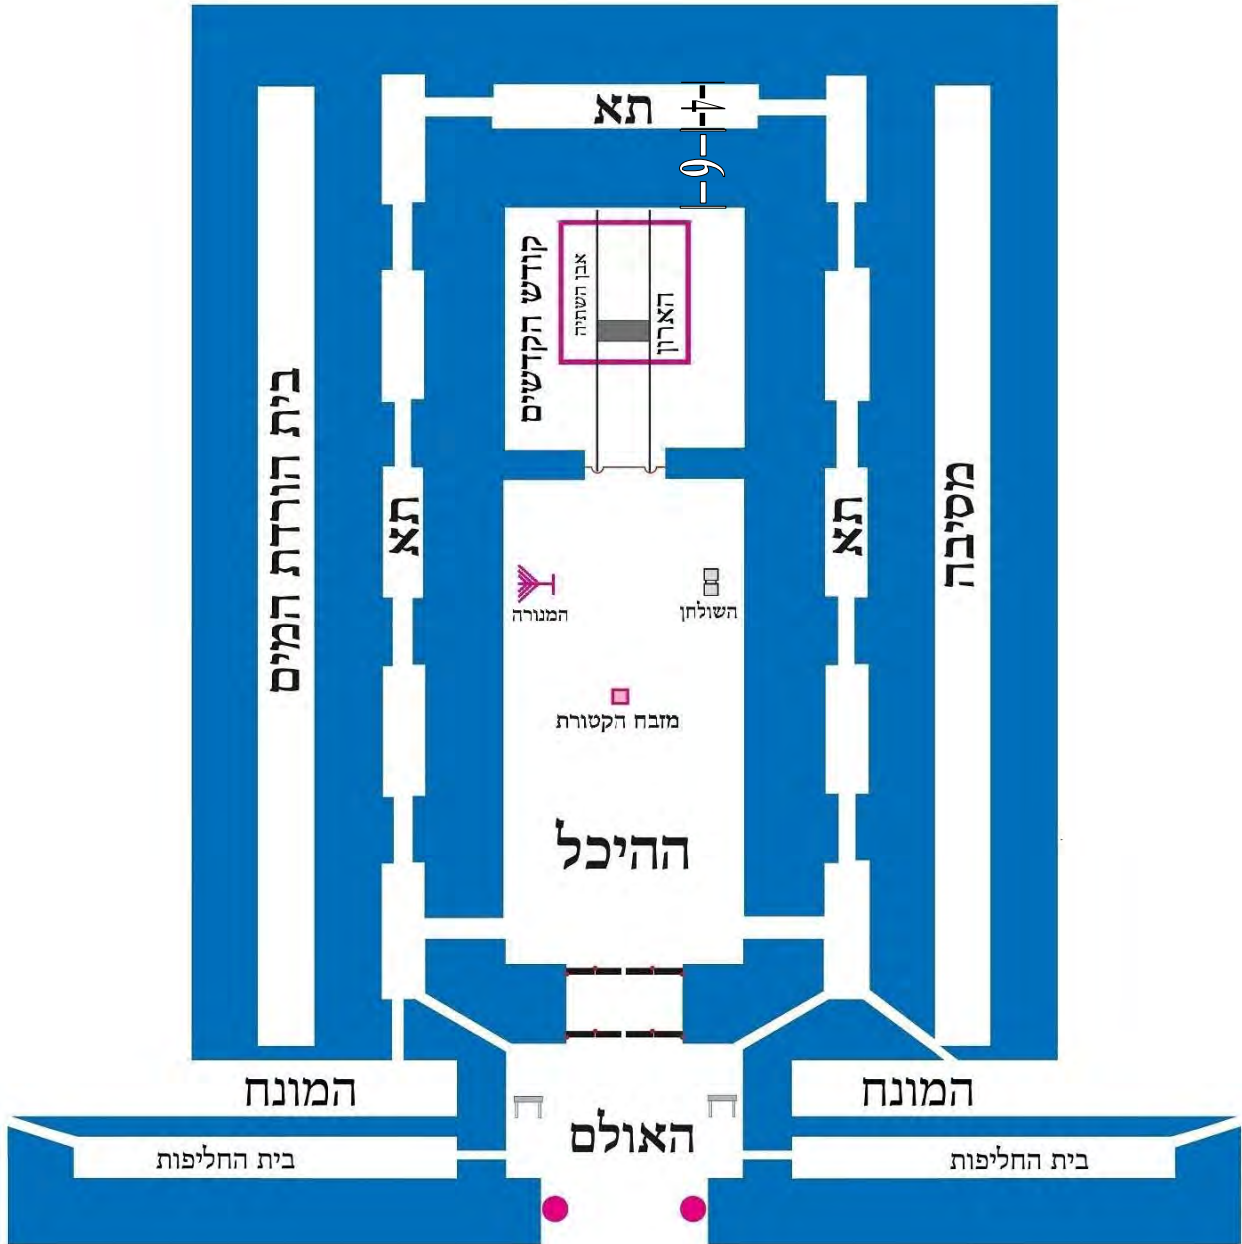 תא
4
6
קודש הקדשים
אבן השתיה
הארון
בית הורדת המים
תא
תא
מסיבה
המנורה
השולחן
מזבח הקטורת
ההיכל
המונח
המונח
האולם
בית החליפות
בית החליפות